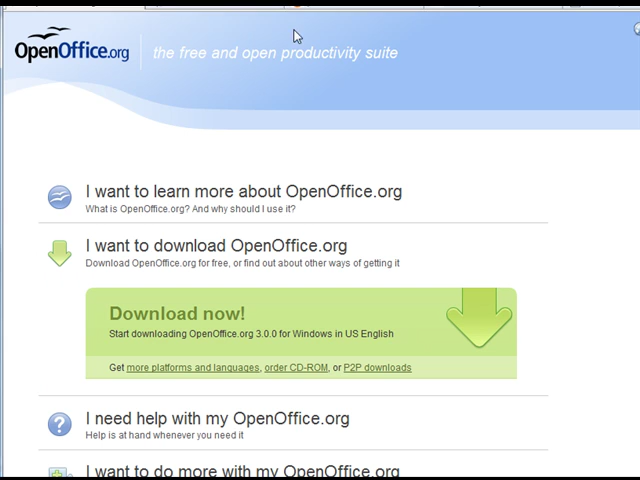 OpenOffice.org
the free and open productivity suite
I want to learn more about OpenOffice.org
What is OpenOffice.org? And why should I use it?
I want to download OpenOffice.org
Download OpenOffice.org for free, or find out about other ways of getting it
Download now!
Start downloading OpenOffice.org 3.0.0 for Windows in US English
Get more platforms and languages, order CD-ROM, or P2P downloads
I need help with my OpenOffice.org
Help is at hand whenever you need it
I want to do more with my OpenOffice.org